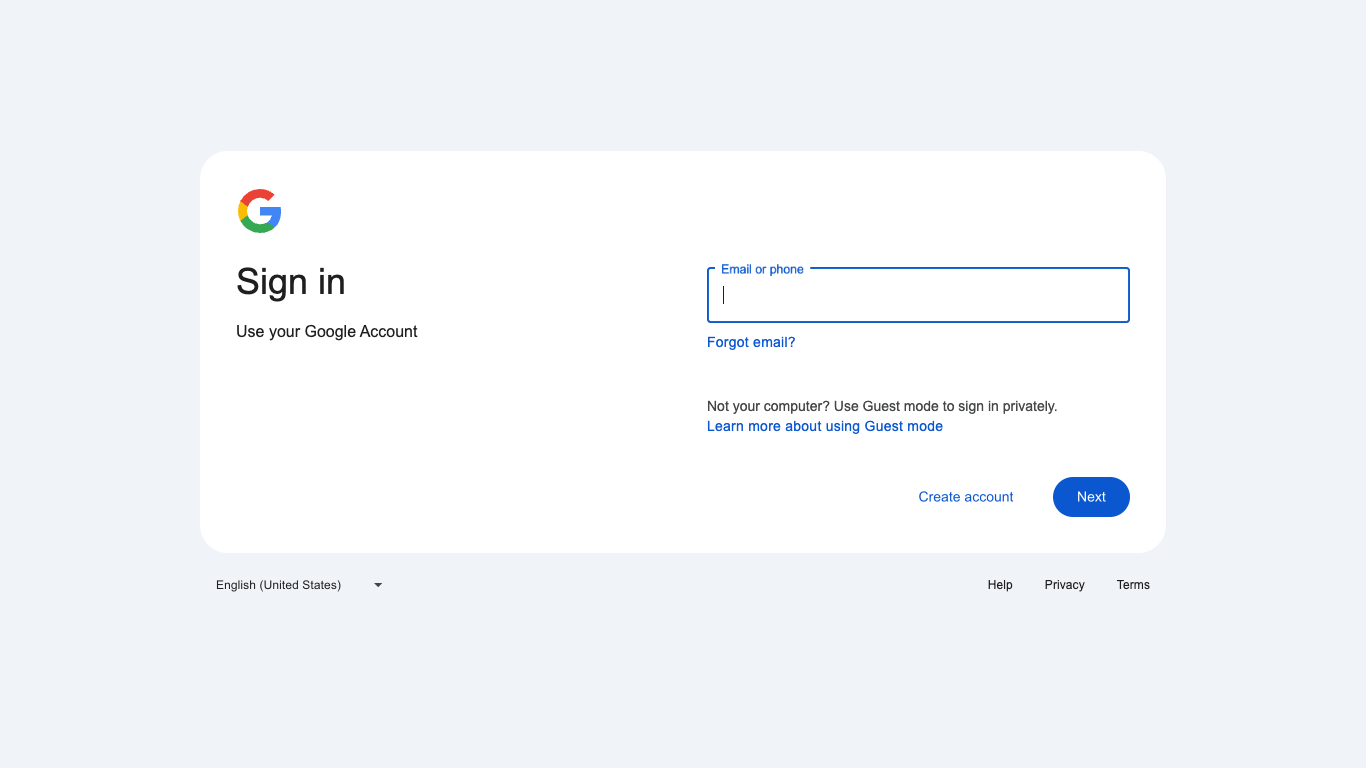 Sign in
Use your Google Account
Email or phone
Forgot email?
Not your computer? Use Guest mode to sign in privately.
Learn more about using Guest mode
Create account
Next
English (United States)
Help
Privacy
Terms